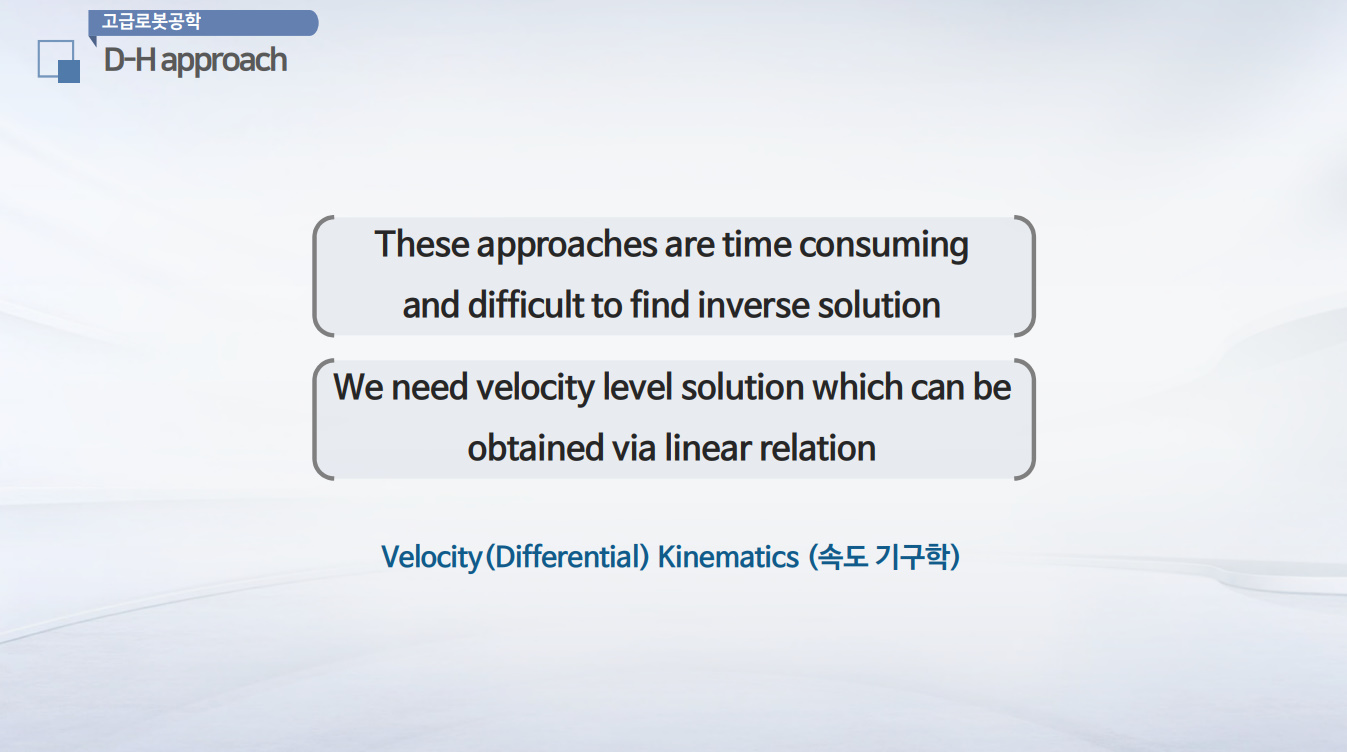 고급로봇공학
D-H approach
These approaches are time consuming
and difficult to find inverse solution
We need velocity level solution which can be
obtained via linear relation
Velocity(Differential) Kinematics (속도 기구학)